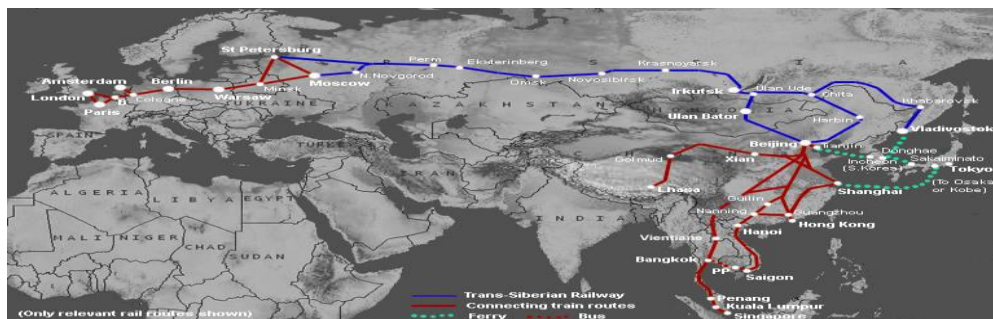 St Petersburg
Perm
Ekaterinberg
Krasnoyarsk
N.Novgorod
Moscow
Omsk
Novosibirsk
Amsterdam
Berlin
London
Cologne
Warsaw
Minsk
Paris
B
UKRAINE
KAZAKHSTAN
Irkutsk
Ulan Ude
Chita
Khabarovsk
Ulan Bator
Harbin
Vladivostok
SPAIN
TURKEY
Beijing
Tianjin
Donghae
Incheon
(S.Korea)
Sakaiminato
Tokyo
(To Osaka
or Kobe)
Golmud
Xian
IRAN
Lhasa
Shanghai
ALGERIA
LIBYA
EGYPT
INDIA
Guilin
Nanning
Guangzhou
Hong Kong
Hanoi
MALI
NIGER
CHAD
SUDAN
Vientiane
Bangkok
PP
Saigon
Penang
Kuala Lumpur
Singapore
Trans-Siberian Railway
Connecting train routes
Ferry
Bus
(Only relevant rail routes shown)